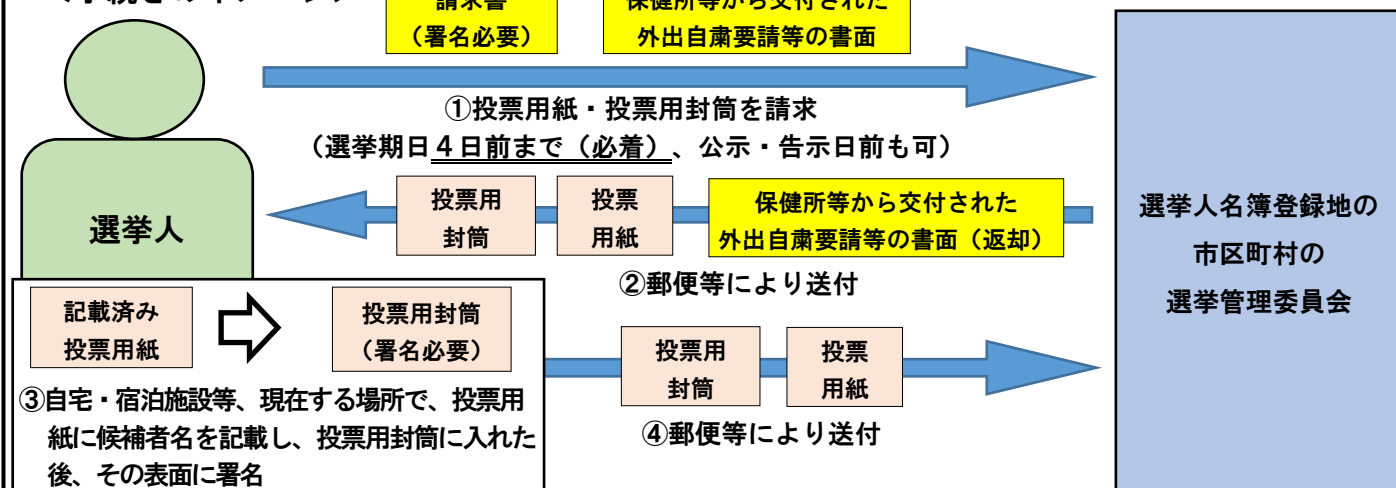 請求書
（署名必要）
保健所等から交付された
外出自粛要請等の書面
①投票用紙・投票用封筒を請求
（選挙期日４日前まで（必着）、公示・告示日前も可）
選挙人
投票用
封筒
投票
用紙
保健所等から交付された
外出自粛要請等の書面（返却）
②郵便等により送付
選挙人名簿登録地の
市区町村の
選挙管理委員会
記載済み
投票用紙
投票用封筒
（署名必要）
③自宅・宿泊施設等、現在する場所で、投票用
紙に候補者名を記載し、投票用封筒に入れた
後、その表面に署名
投票用
封筒
投票
用紙
④郵便等により送付